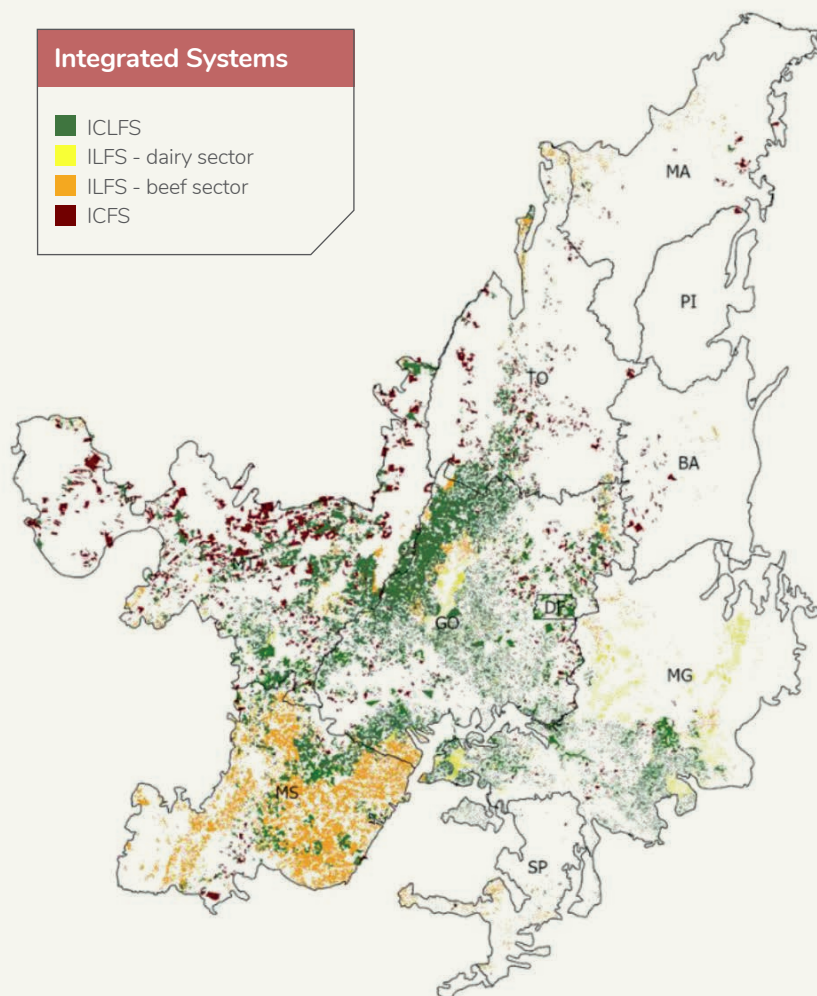 Integrated Systems
ICLFS
ILFS - dairy sector
ILFS - beef sector
ICFS
MA
PI
TO
BA
MT
DF
GO
MG
MS
SP